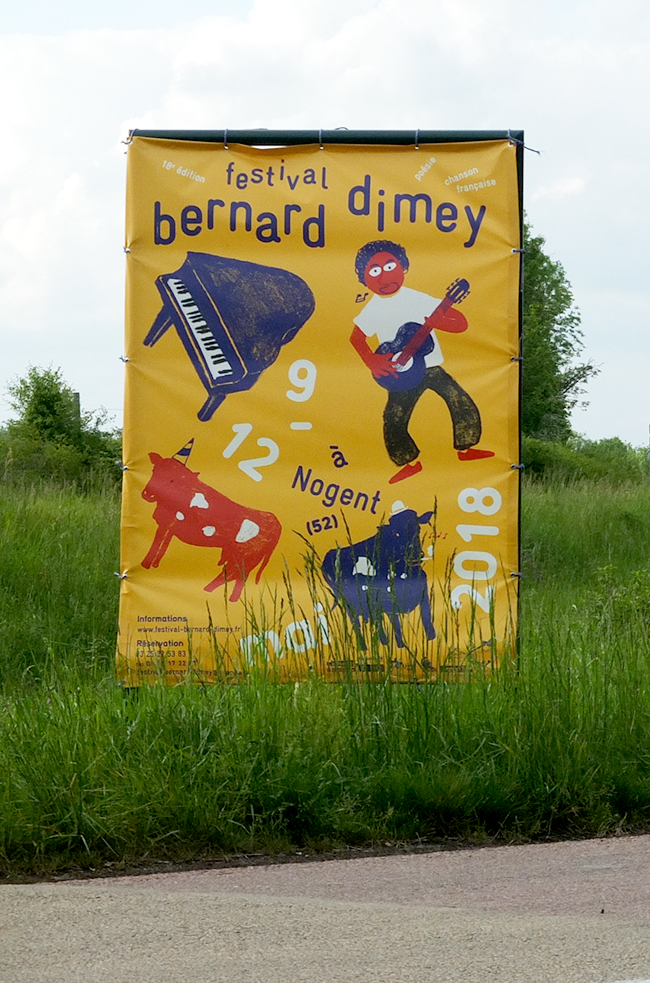 18e édition
festival
bernard dimey
poésie
chanson
française
9
-
12
à
Nogent
(52)
mai
2018
Informations
www.festival-bernarddimey.fr
Réservation